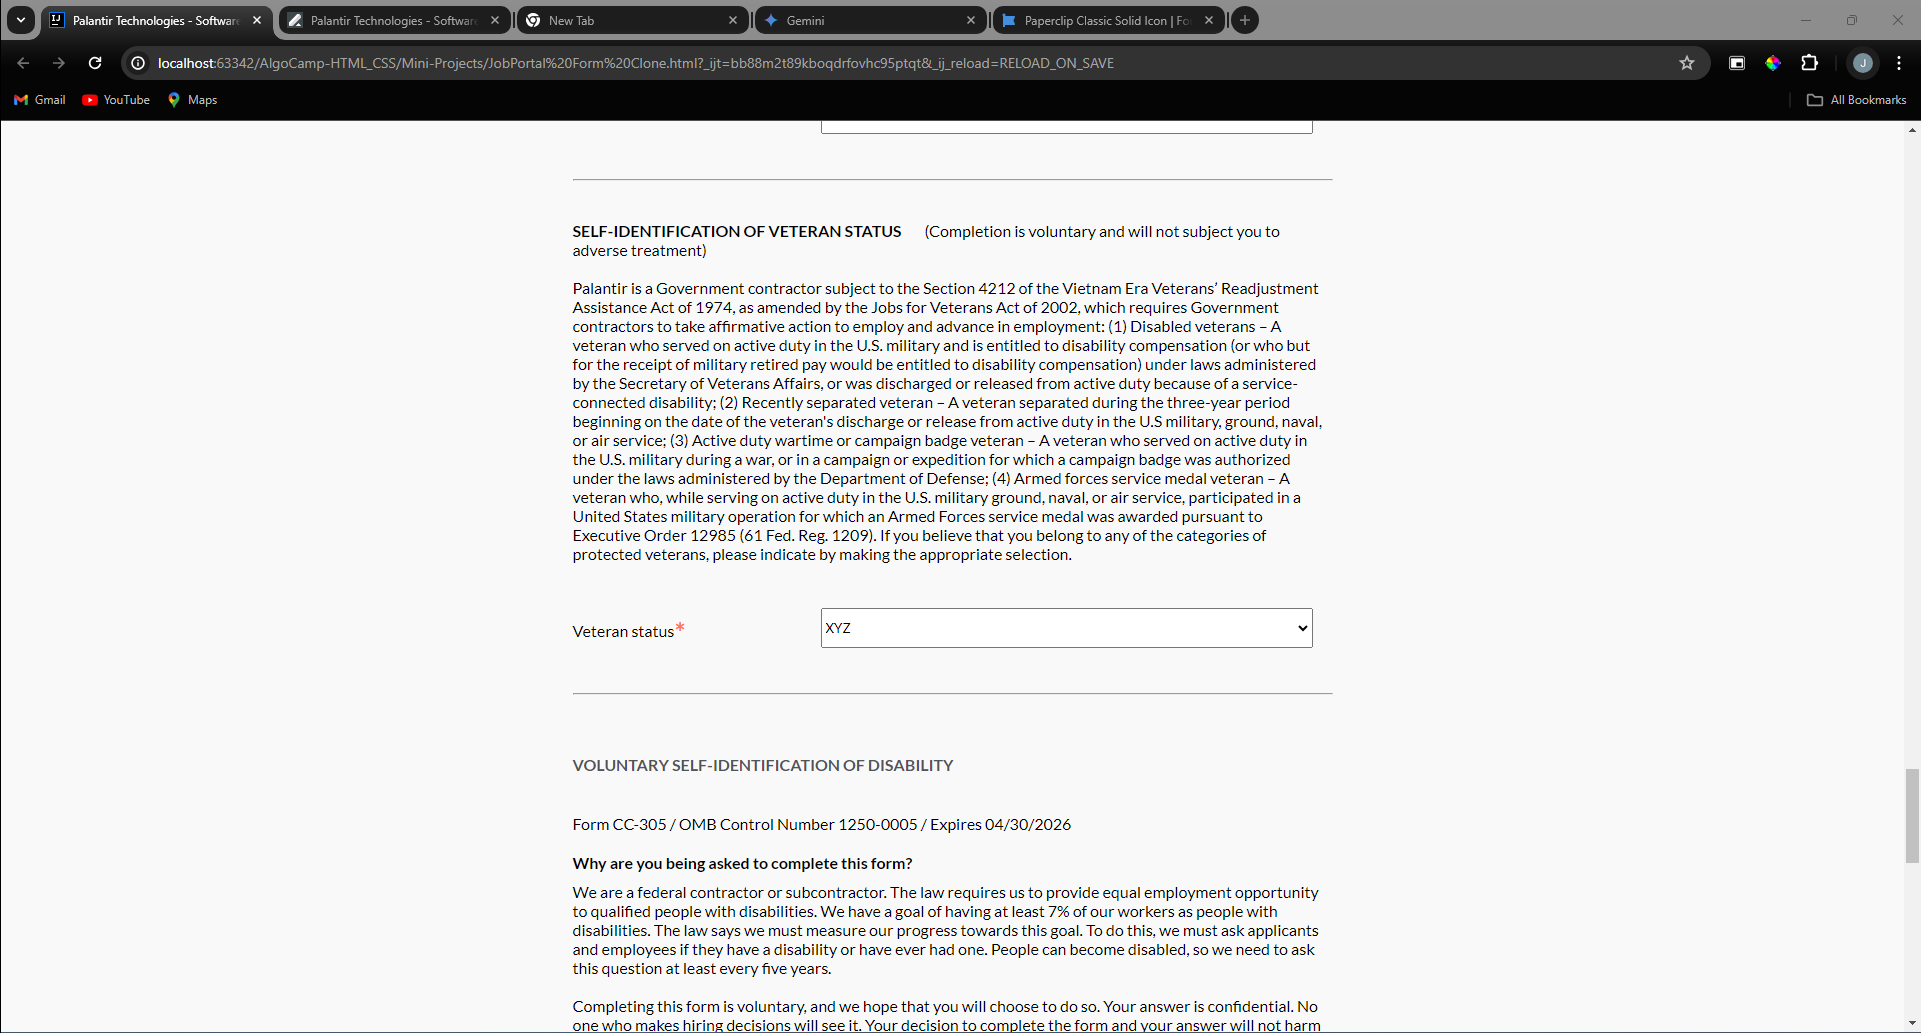 Palantir Technologies - Software
Palantir Technologies - Software
New Tab
Gemini
Paperclip Classic Solid Icon | Fo
localhost:63342/AlgoCamp-HTML_CSS/Mini-Projects/JobPortal%20Form%20Clone.html?_ijt=bb88m2t89kboqdrfovhc95ptqt&_ij_reload=RELOAD_ON_SAVE
J
Gmail
YouTube
Maps
All Bookmarks
SELF-IDENTIFICATION OF VETERAN STATUS (Completion is voluntary and will not subject you to
adverse treatment)
Palantir is a Government contractor subject to the Section 4212 of the Vietnam Era Veterans’ Readjustment
Assistance Act of 1974, as amended by the Jobs for Veterans Act of 2002, which requires Government
contractors to take affirmative action to employ and advance in employment: (1) Disabled veterans – A
veteran who served on active duty in the U.S. military and is entitled to disability compensation (or who but
for the receipt of military retired pay would be entitled to disability compensation) under laws administered
by the Secretary of Veterans Affairs, or was discharged or released from active duty because of a service-
connected disability; (2) Recently separated veteran – A veteran separated during the three-year period
beginning on the date of the veteran's discharge or release from active duty in the U.S military, ground, naval,
or air service; (3) Active duty wartime or campaign badge veteran – A veteran who served on active duty in
the U.S. military during a war, or in a campaign or expedition for which a campaign badge was authorized
under the laws administered by the Department of Defense; (4) Armed forces service medal veteran – A
veteran who, while serving on active duty in the U.S. military ground, naval, or air service, participated in a
United States military operation for which an Armed Forces service medal was awarded pursuant to
Executive Order 12985 (61 Fed. Reg. 1209). If you believe that you belong to any of the categories of
protected veterans, please indicate by making the appropriate selection.
Veteran status*
XYZ
VOLUNTARY SELF-IDENTIFICATION OF DISABILITY
Form CC-305 / OMB Control Number 1250-0005 / Expires 04/30/2026
Why are you being asked to complete this form?
We are a federal contractor or subcontractor. The law requires us to provide equal employment opportunity
to qualified people with disabilities. We have a goal of having at least 7% of our workers as people with
disabilities. The law says we must measure our progress towards this goal. To do this, we must ask applicants
and employees if they have a disability or have ever had one. People can become disabled, so we need to ask
this question at least every five years.
Completing this form is voluntary, and we hope that you will choose to do so. Your answer is confidential. No
one who makes hiring decisions will see it. Your decision to complete the form and your answer will not harm